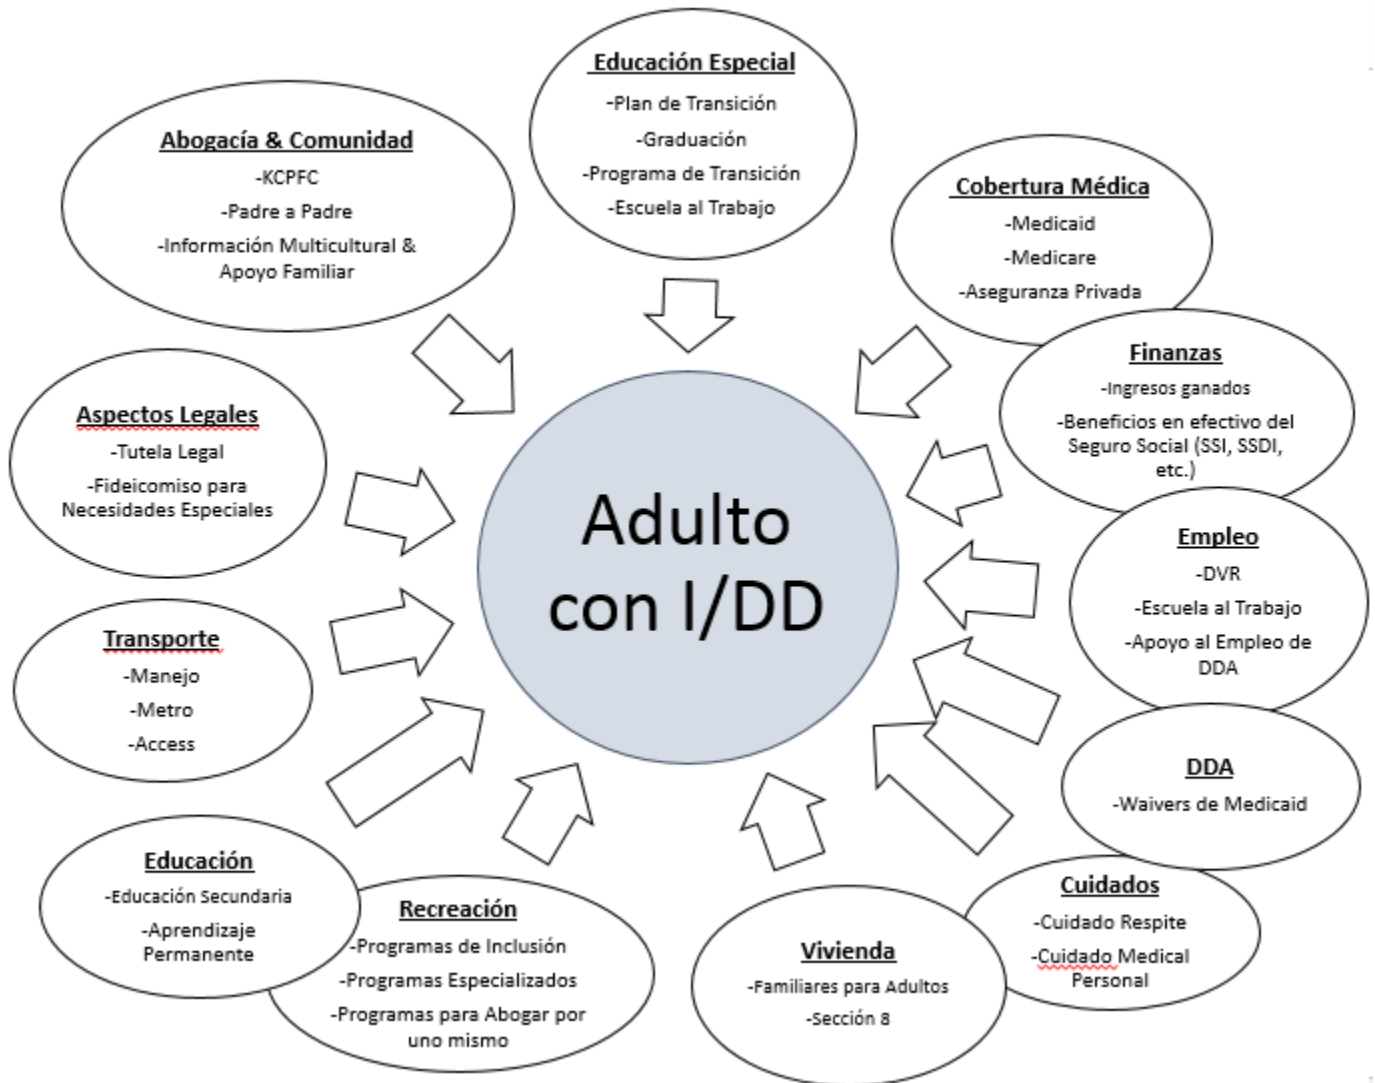 Educación Especial
-Plan de Transición
-Graduación
-Programa de Transición
-Escuela al Trabajo
Abogacía & Comunidad
-KCPFC
-Padre a Padre
-Información Multicultural &
Apoyo Familiar
Cobertura Médica
-Medicaid
-Medicare
-Aseguranza Privada
Finanzas
-Ingresos ganados
-Beneficios en efectivo del
Seguro Social (SSI, SSDI,
etc.)
Aspectos Legales
-Tutela Legal
-Fideicomiso para
Necesidades Especiales
Adulto
con I/DD
Empleo
-DVR
-Escuela al Trabajo
-Apoyo al Empleo de
DDA
Transporte
-Manejo
-Metro
-Access
DDA
-Waivers de Medicaid
Educación
-Educación Secundaria
-Aprendizaje
Permanente
Recreación
-Programas de Inclusión
-Programas Especializados
-Programas para Abogar por
uno mismo
Vivienda
-Familiares para Adultos
-Sección 8
Cuidados
-Cuidado Respite
-Cuidado Medical
Personal